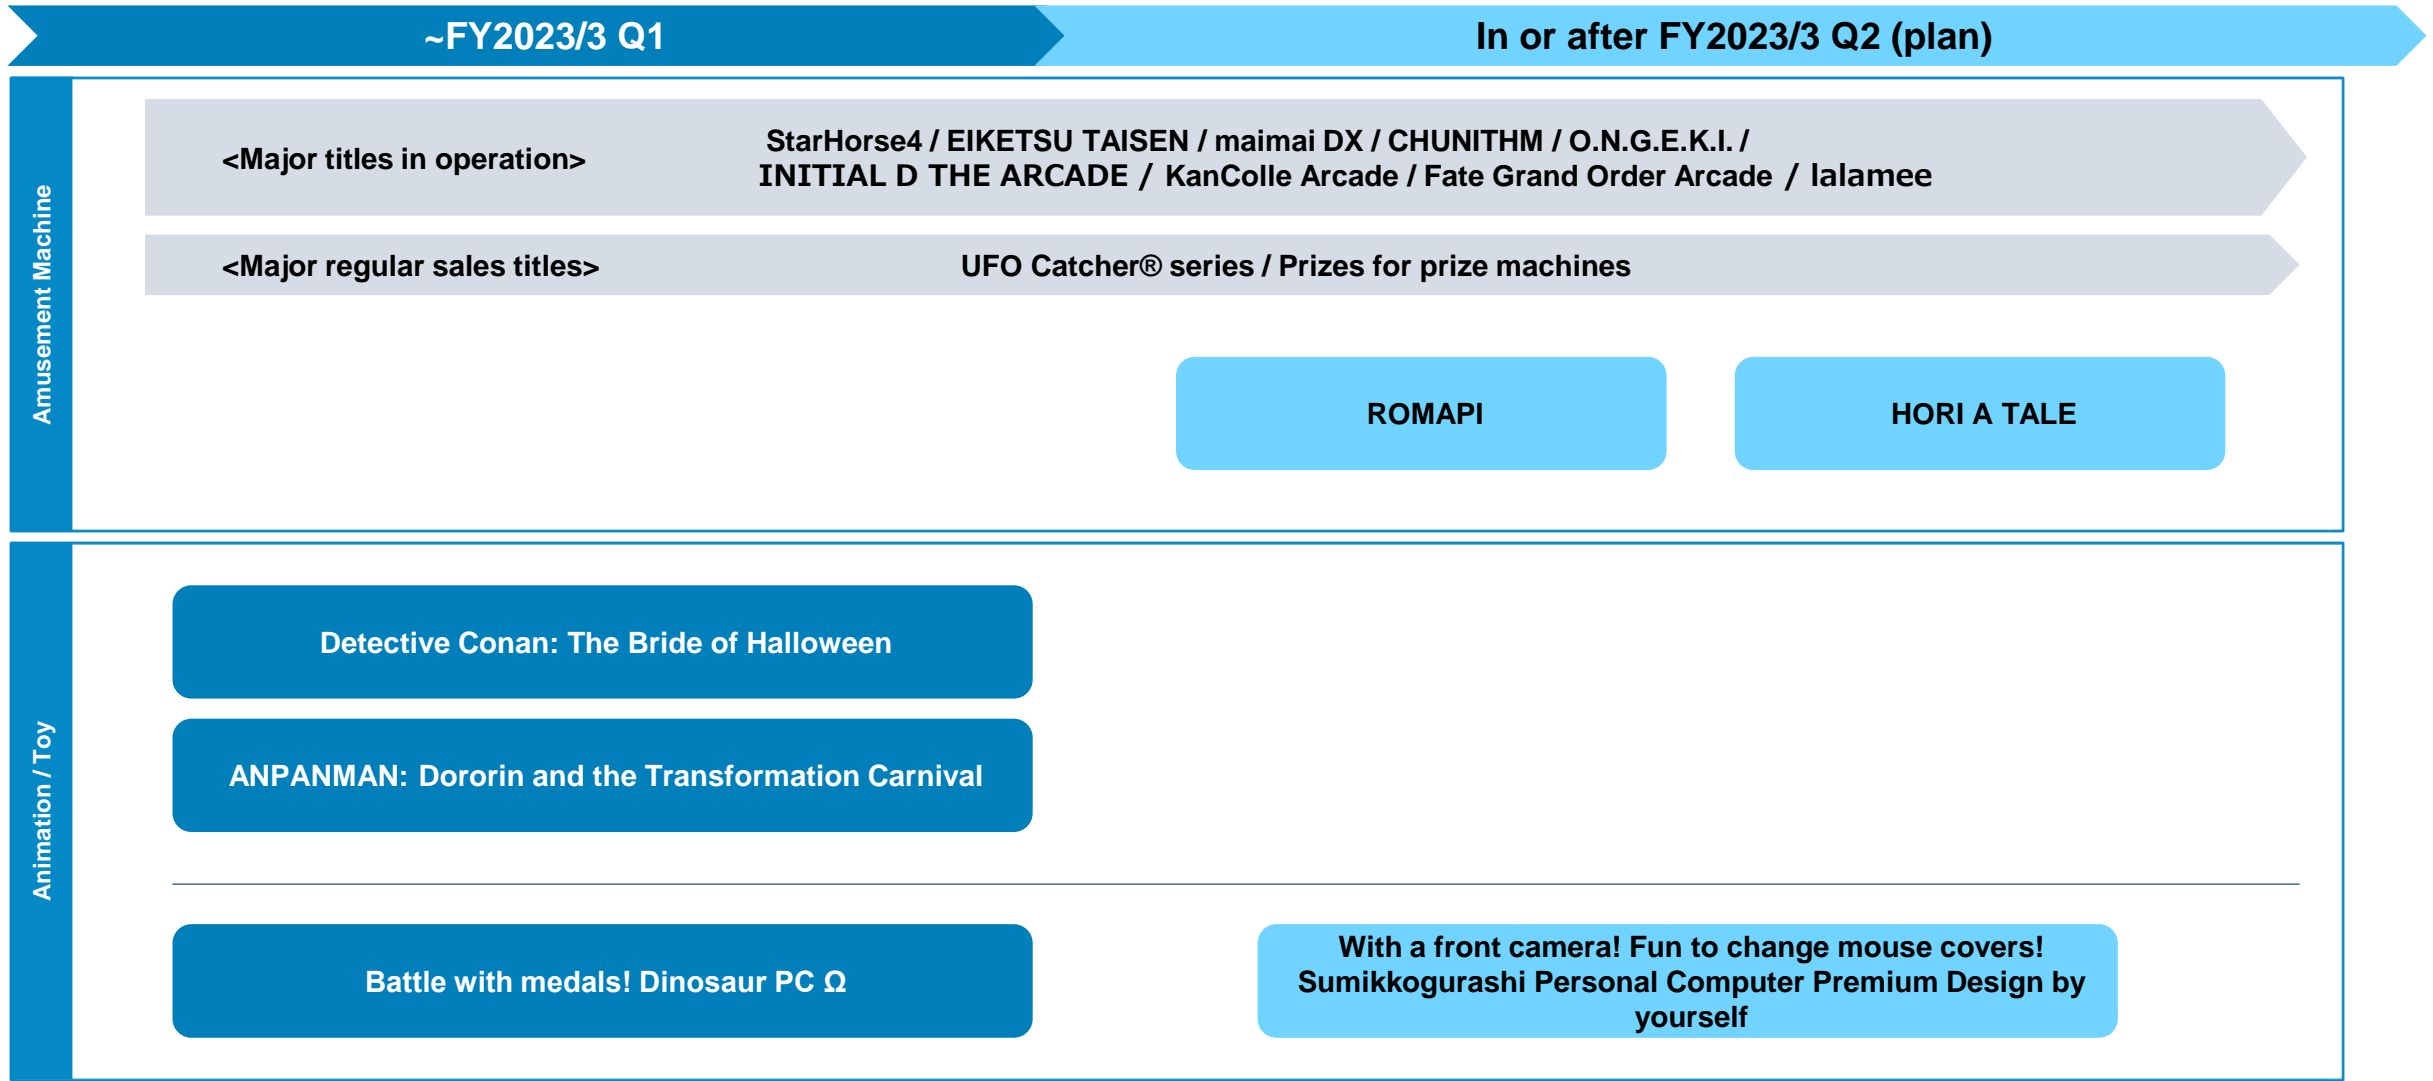 ~FY2023/3 Q1
In or after FY2023/3 Q2 (plan)
Amusement Machine
<Major titles in operation>
StarHorse4 / EIKETSU TAISEN / maimai DX / CHUNITHM / O.N.G.E.K.I. /
INITIAL D THE ARCADE / KanColle Arcade / Fate Grand Order Arcade / lalamee
<Major regular sales titles>
UFO Catcher® series / Prizes for prize machines
ROMAPI
HORI A TALE
Animation / Toy
Detective Conan: The Bride of Halloween
ANPANMAN: Dororin and the Transformation Carnival
Battle with medals! Dinosaur PC Ω
With a front camera! Fun to change mouse covers!
Sumikkogurashi Personal Computer Premium Design by
yourself